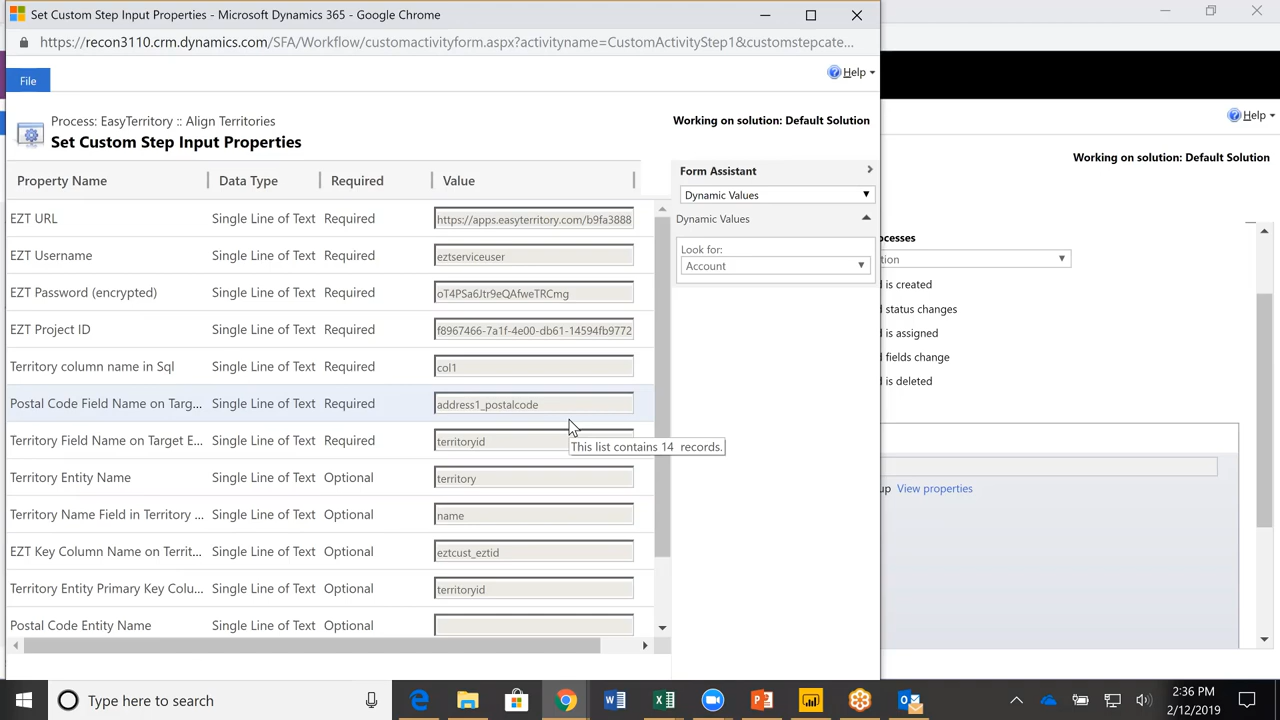 Set Custom Step Input Properties - Microsoft Dynamics 365 - Google Chrome
https://recon3110.crm.dynamics.com/SFA/Workflow/customactivityform.aspx?activityname=CustomActivityStep1&customstepcate...
File
Help
Process: EasyTerritory :: Align Territories
Set Custom Step Input Properties
Working on solution: Default Solution
Property Name Data Type Required Value
EZT URL Single Line of Text Required https://apps.easyterritory.com/b9fa3888
EZT Username Single Line of Text Required eztserviceuser
EZT Password (encrypted) Single Line of Text Required oT4PSa6Jtr9eQAfweTRCmg
EZT Project ID Single Line of Text Required f8967466-7a1f-4e00-db61-14594fb9772
Territory column name in Sql Single Line of Text Required col1
Postal Code Field Name on Targ... Single Line of Text Required address1_postalcode
Territory Field Name on Target E... Single Line of Text Required territoryid
This list contains 14 records.
Territory Entity Name Single Line of Text Optional territory
Territory Name Field in Territory ... Single Line of Text Optional name
EZT Key Column Name on Territ... Single Line of Text Optional eztcust_eztid
Territory Entity Primary Key Colu... Single Line of Text Optional territoryid
Postal Code Entity Name Single Line of Text Optional
Form Assistant
Dynamic Values
Dynamic Values
Look for:
Account
Help
Working on solution: Default Solution
ocesses
tion
d is created
d status changes
d is assigned
d fields change
d is deleted
up View properties
Type here to search
2:36 PM
2/12/2019